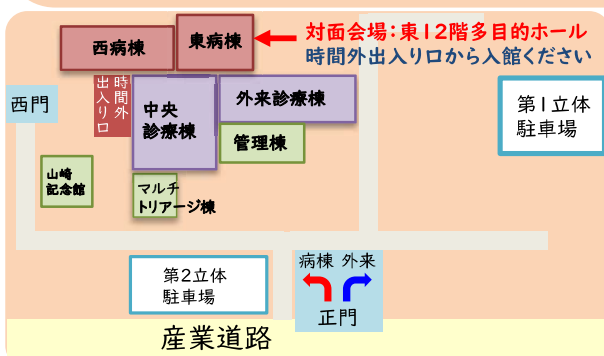 西病棟
東病棟
対面会場:東12階多目的ホール
時間外出入り口から入館ください
西門
時間外
出入り口
中央
診療棟
外来診療棟
管理棟
第1立体
駐車場
山崎
記念館
マルチ
トリアージ棟
第2立体
駐車場
病棟 外来
正門
産業道路